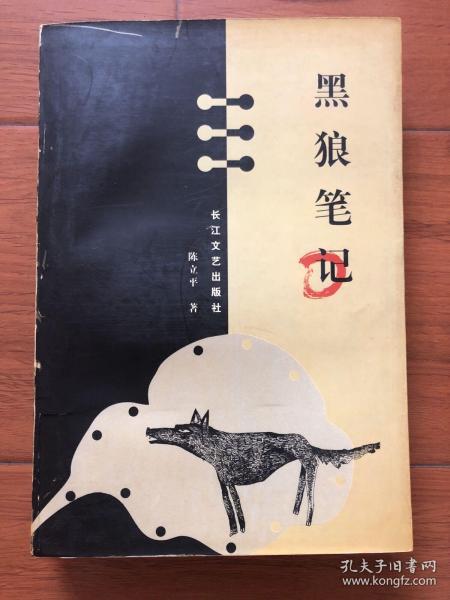 黑狼笔记
长江文艺出版社
陈立平 著
孔夫子旧书网
www.kongfz.com